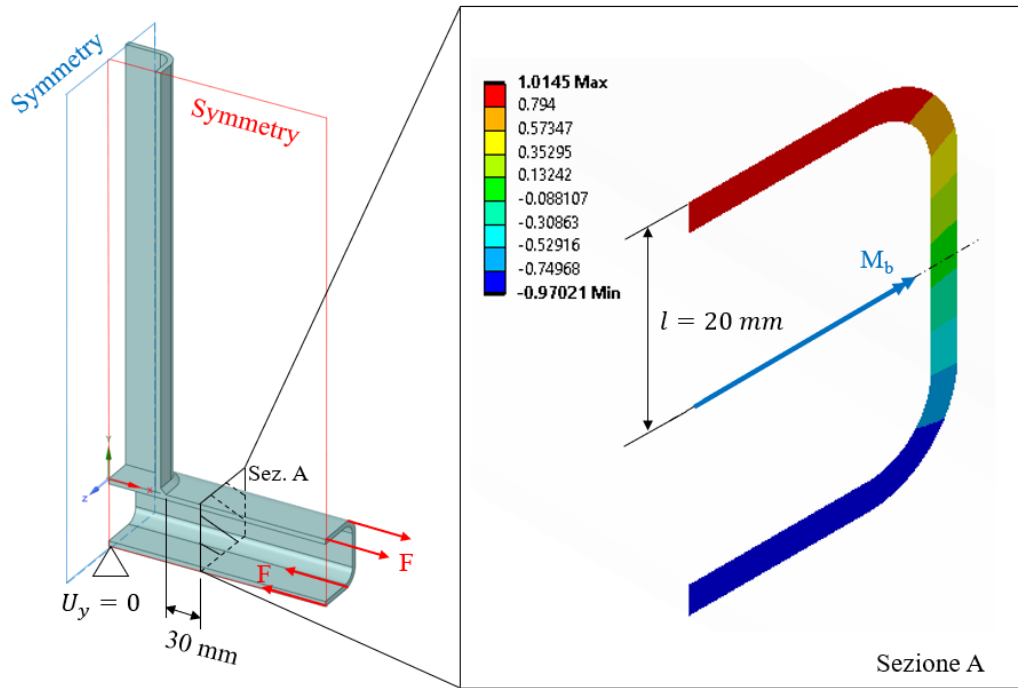 Symmetry
Symmetry
Y
X
Z
Sez. A
F
F
U_y = 0
30 mm
1.0145 Max
0.794
0.57347
0.35295
0.13242
-0.088107
-0.30863
-0.52916
-0.74968
-0.97021 Min
M_b
l = 20 mm
Sezione A